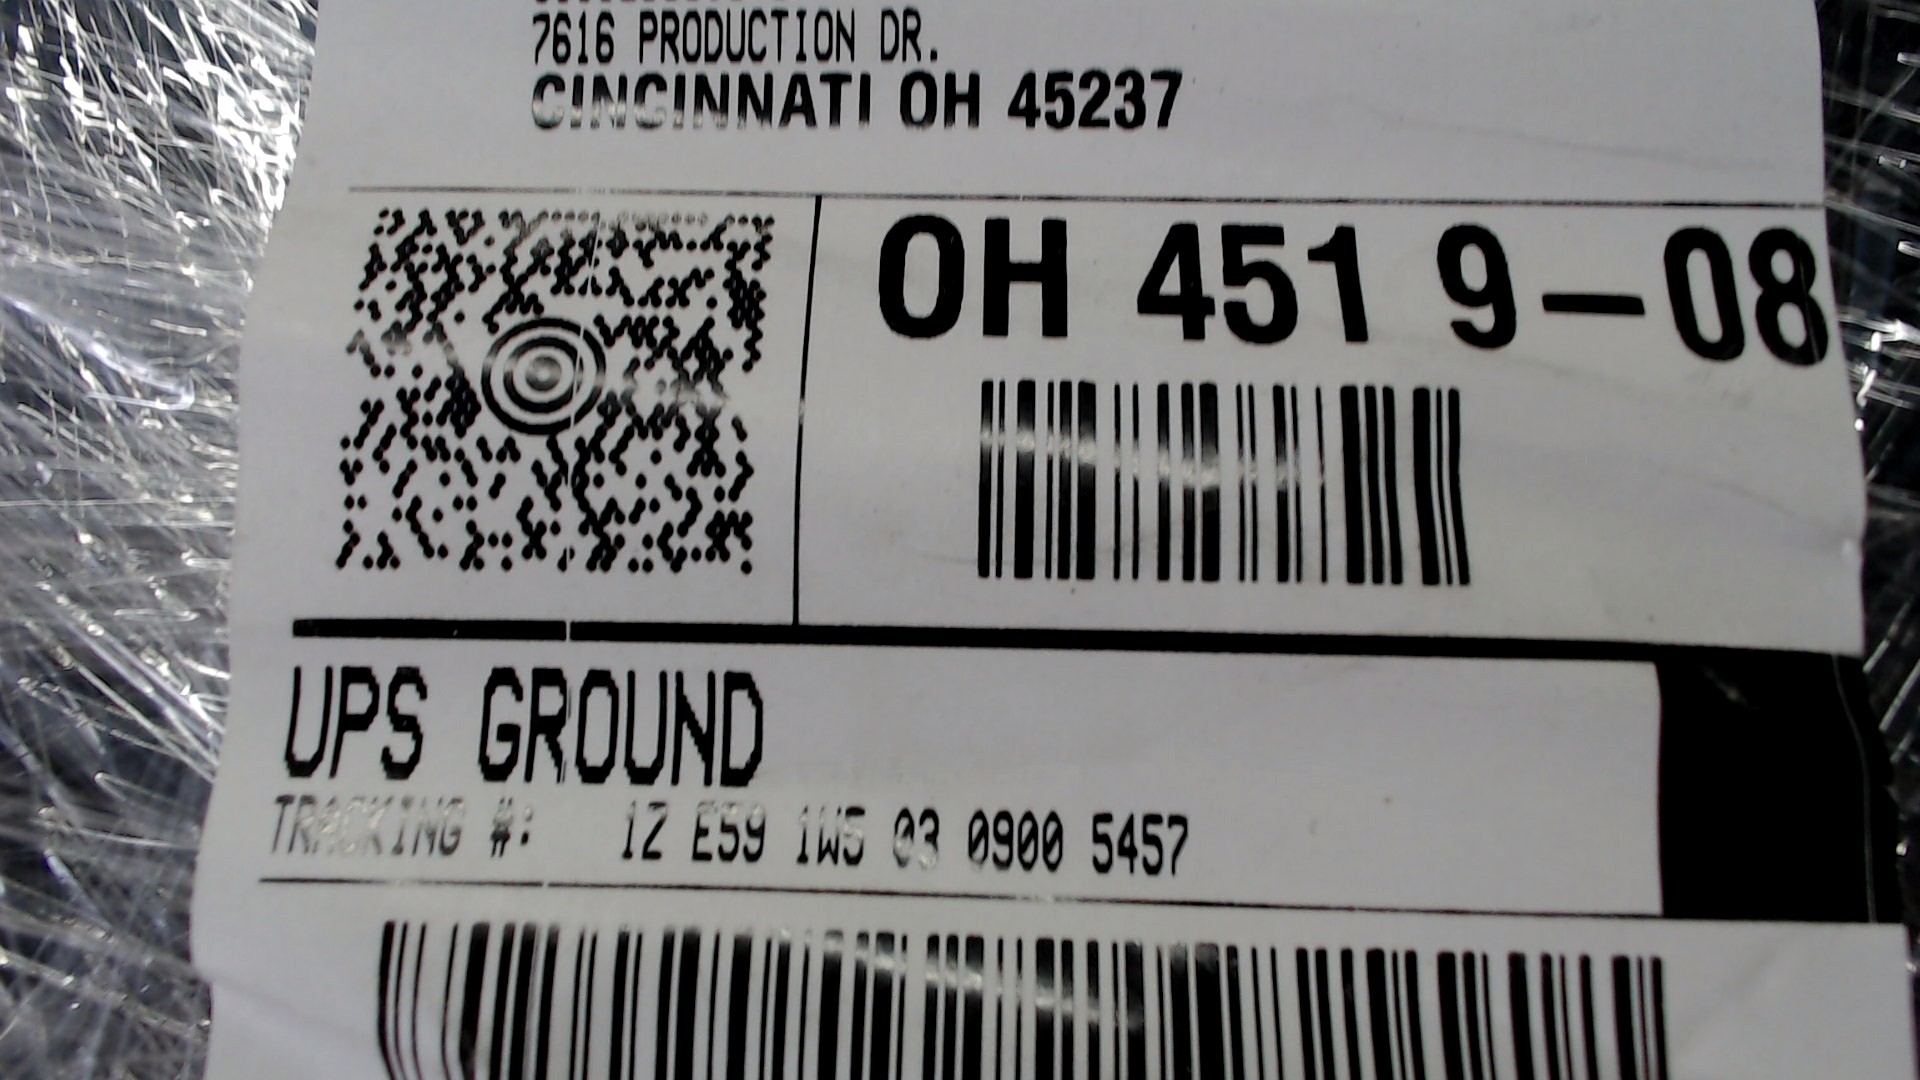 7616 PRODUCTION DR.
CINCINNATI OH 45237
OH 451 9-08
UPS GROUND
TRACKING #: 1Z E59 1W5 03 0900 5457